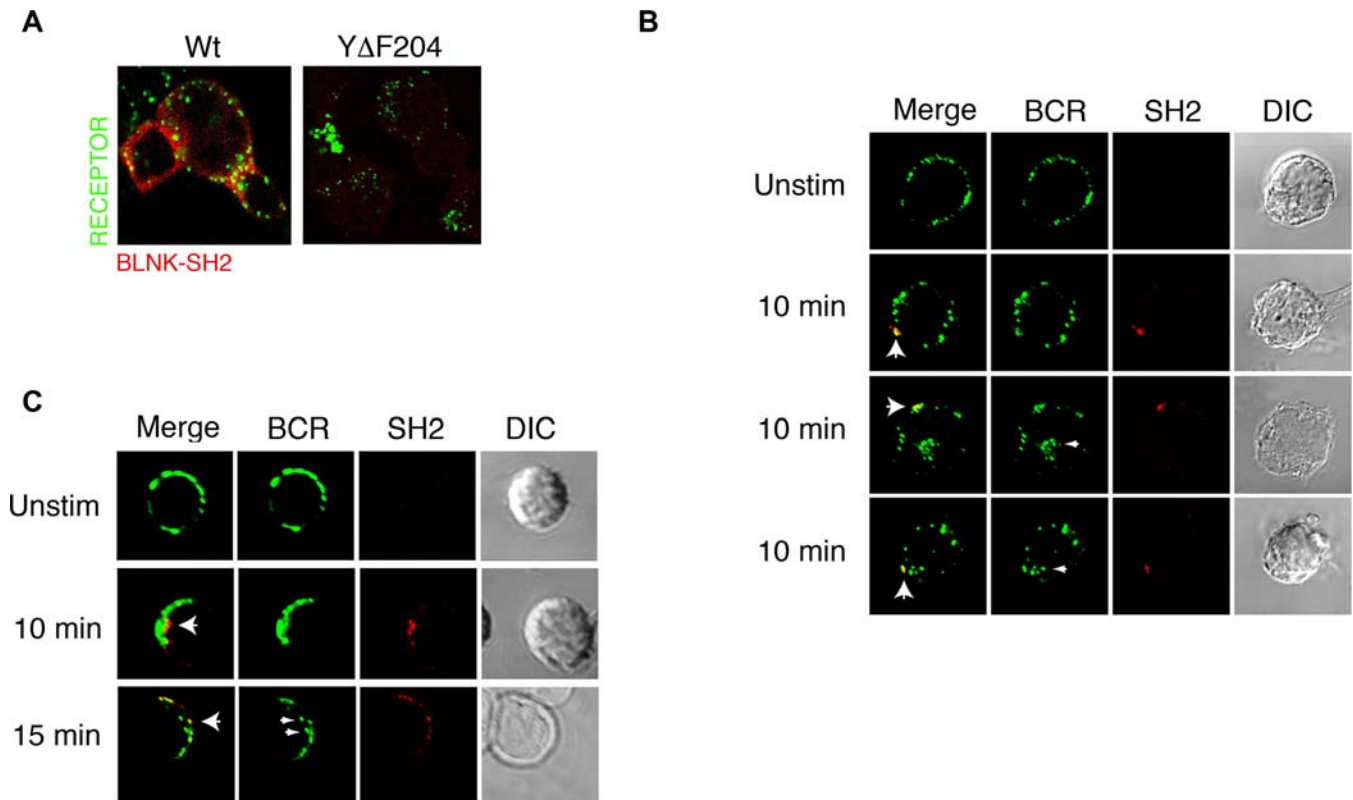 A
Wt YΔF204
RECEPTOR
BLNK-SH2
B
Merge BCR SH2 DIC
Unstim
10 min
10 min
10 min
C
Merge BCR SH2 DIC
Unstim
10 min
15 min